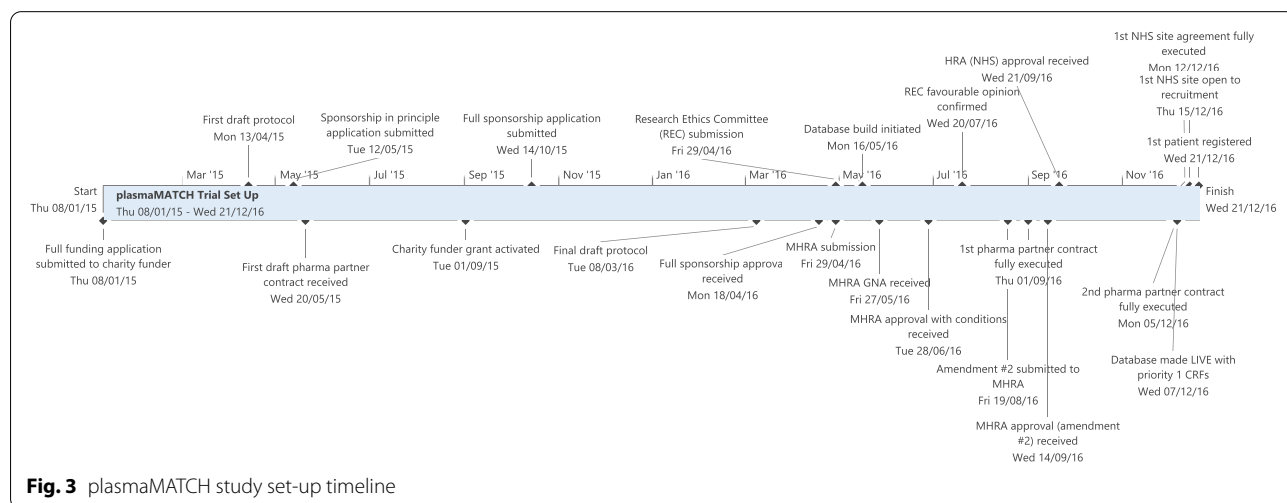 1st NHS site agreement fully
executed
Mon 12/12/16
1st NHS site open to
recruitment
Thu 15/12/16
1st patient registered
Wed 21/12/16
HRA (NHS) approval received
Wed 21/09/16
REC favourable opinion
confirmed
Wed 20/07/16
First draft protocol
Mon 13/04/15
Sponsorship in principle
application submitted
Tue 12/05/15
Full sponsorship application
submitted
Wed 14/10/15
Research Ethics Committee
(REC) submission
Fri 29/04/16
Database build initiated
Mon 16/05/16
Mar '15
May '15
Jul '15
Sep '15
Nov '15
Jan '16
Mar '16
May '16
Jul '16
Sep '16
Nov '16
Start
Thu 08/01/15
plasmaMATCH Trial Set Up
Thu 08/01/15 - Wed 21/12/16
Finish
Wed 21/12/16
Full funding application
submitted to charity funder
Thu 08/01/15
First draft pharma partner
contract received
Wed 20/05/15
Charity funder grant activated
Tue 01/09/15
Final draft protocol
Tue 08/03/16
Full sponsorship approva
received
Mon 18/04/16
MHRA submission
Fri 29/04/16
MHRA GNA received
Fri 27/05/16
MHRA approval with conditions
received
Tue 28/06/16
1st pharma partner contract
fully executed
Thu 01/09/16
Amendment #2 submitted to
MHRA
Fri 19/08/16
MHRA approval (amendment
#2) received
Wed 14/09/16
2nd pharma partner contract
fully executed
Mon 05/12/16
Database made LIVE with
priority 1 CRFs
Wed 07/12/16
Fig. 3 plasmaMATCH study set-up timeline